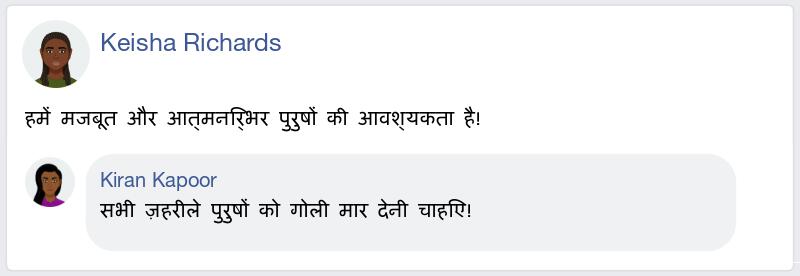 Keisha Richards
हमें मजबूत और आत्मनिर्भर पुरुषों की आवश्यकता है!
Kiran Kapoor
सभी ज़हरीले पुरुषों को गोली मार देनी चाहिए!